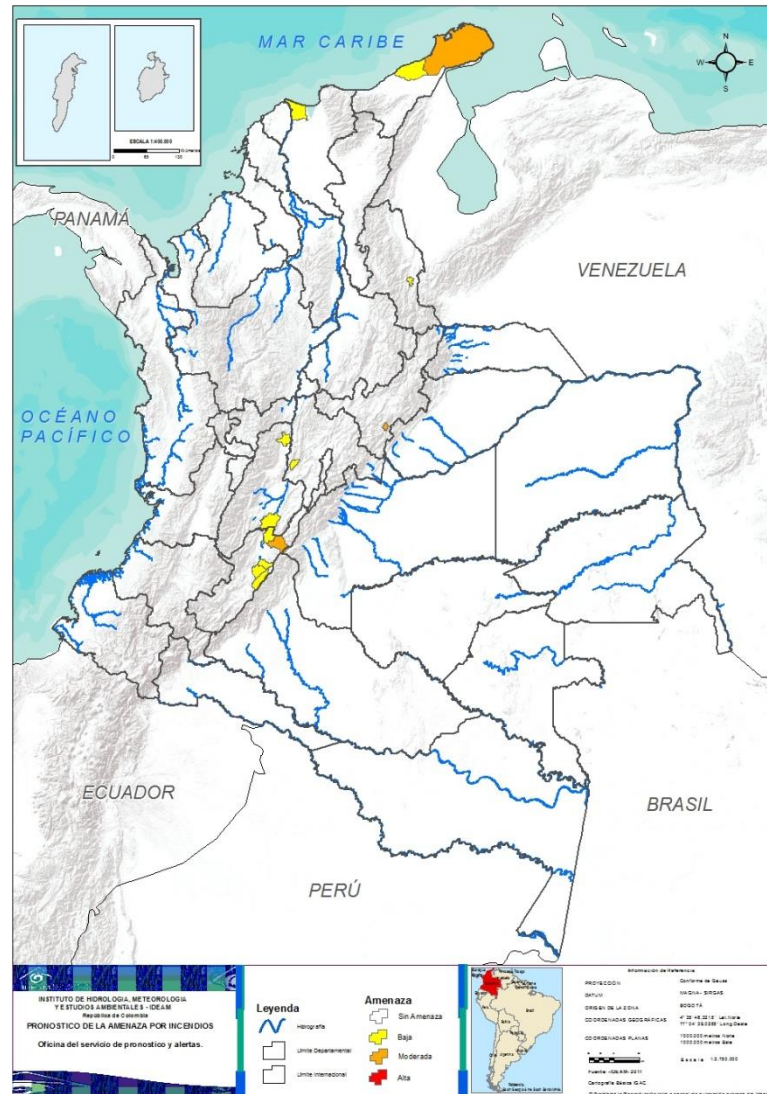 MAR CARIBE
N
W
E
S
ESCALA 1:400.000
PANAMÁ
VENEZUELA
OCÉANO
PACÍFICO
ECUADOR
BRASIL
PERÚ
INSTITUTO DE HIDROLOGIA, METEOROLOGIA
Y ESTUDIOS AMBIENTALES - IDEAM
República de Colombia
PRONOSTICO DE LA AMENAZA POR INCENDIOS
Oficina del servicio de pronostico y alertas.
Leyenda
Hidrografía
Límite Departamental
Límite Internacional
Amenaza
Sin Amenaza
Baja
Moderada
Alta
Brasil
Información de Referencia
PROYECCION
Conforme de Gauss
DATUM
MAGNA - SIRGAS
ORIGEN DE LA ZONA
BOGOTÁ
COORDENADAS GEOGRÁFICAS
COORDENADAS PLANAS
1000.000 metros Norte
1000.000 metros Este
Escala
Fuente: IDEAM 2011
Cartografía Básica IGAC